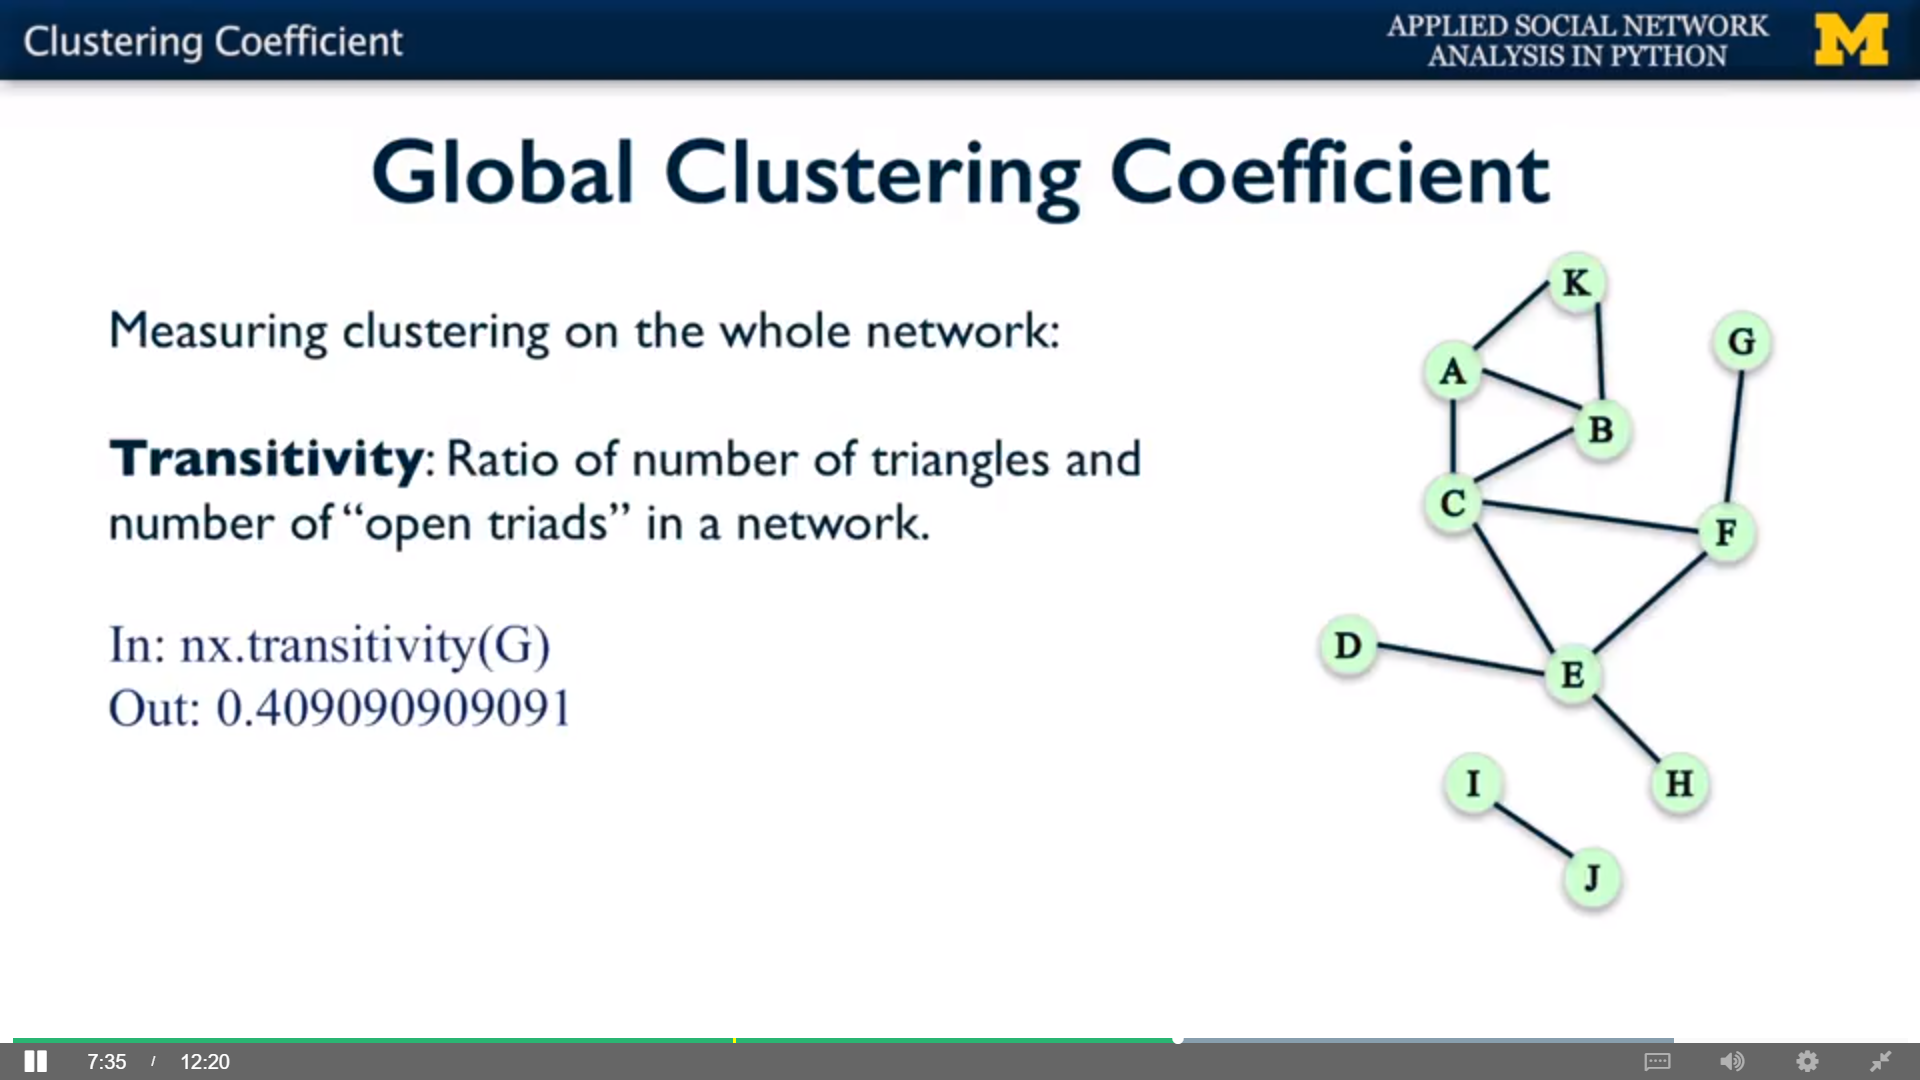 Clustering Coefficient
APPLIED SOCIAL NETWORK
ANALYSIS IN PYTHON
M
Global Clustering Coefficient
Measuring clustering on the whole network:
Transitivity: Ratio of number of triangles and
number of “open triads” in a network.
In: nx.transitivity(G)
Out: 0.409090909091
K
G
A
B
C
F
D
E
I
H
J
7:35 / 12:20